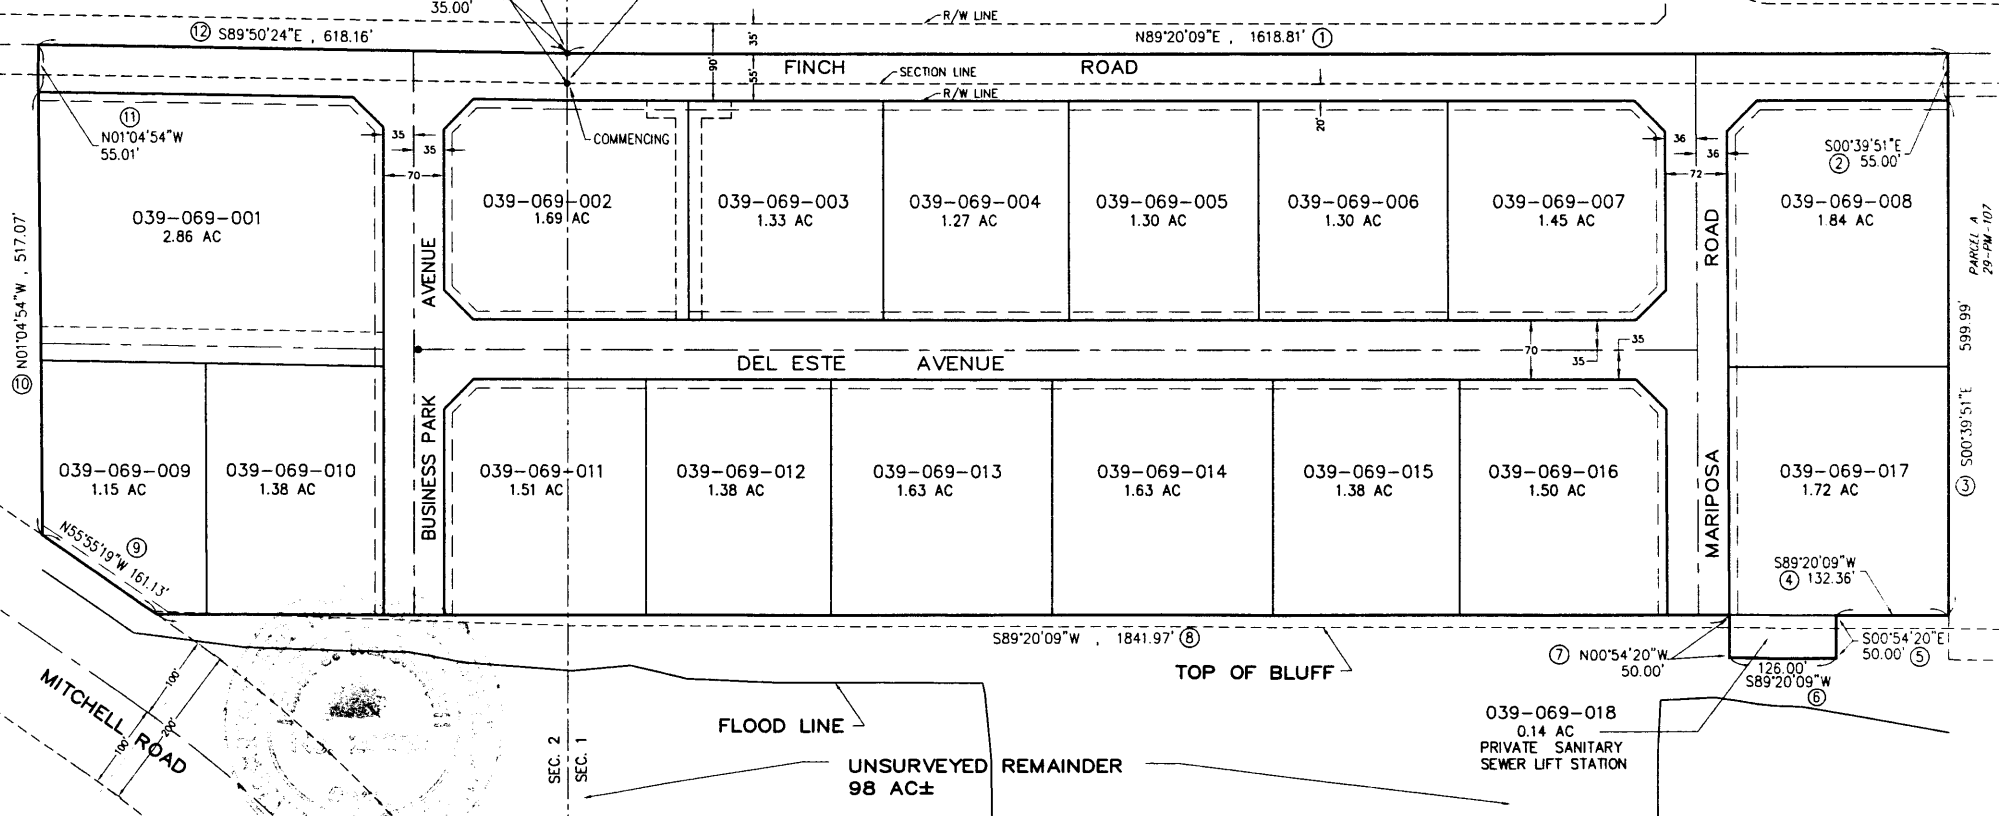 35.00'
R/W LINE
⑫ S89°50'24"E , 618.16'
35'
N89°20'09"E , 1618.81' ①
90'
55'
FINCH ROAD
SECTION LINE
R/W LINE
⑪
N01°04'54"W
55.01'
35
35
70
COMMENCING
20'
36
36
72
S00°39'51"E
② 55.00'
039-069-001
2.86 AC
039-069-002
1.69 AC
039-069-003
1.33 AC
039-069-004
1.27 AC
039-069-005
1.30 AC
039-069-006
1.30 AC
039-069-007
1.45 AC
039-069-008
1.84 AC
PARCEL A
29-PM-107
⑩ N01°04'54"W , 517.07'
BUSINESS PARK AVENUE
MARIPOSA ROAD
③ S00°39'51"E 599.99'
DEL ESTE AVENUE
70
35
35
039-069-009
1.15 AC
039-069-010
1.38 AC
039-069-011
1.51 AC
039-069-012
1.38 AC
039-069-013
1.63 AC
039-069-014
1.63 AC
039-069-015
1.38 AC
039-069-016
1.50 AC
039-069-017
1.72 AC
⑨
N55°55'19"W 161.13'
S89°20'09"W
④ 132.36'
S89°20'09"W , 1841.97' ⑧
TOP OF BLUFF
⑦ N00°54'20"W
50.00'
S00°54'20"E
50.00' ⑤
126.00'
S89°20'09"W
⑥
MITCHELL ROAD
100'
100'
200'
FLOOD LINE
SEC. 2
SEC. 1
UNSURVEYED REMAINDER
98 AC±
039-069-018
0.14 AC
PRIVATE SANITARY
SEWER LIFT STATION